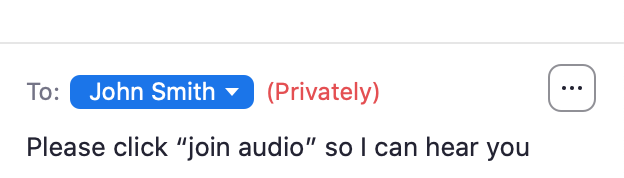 To: John Smith (Privately)
Please click “join audio” so I can hear you